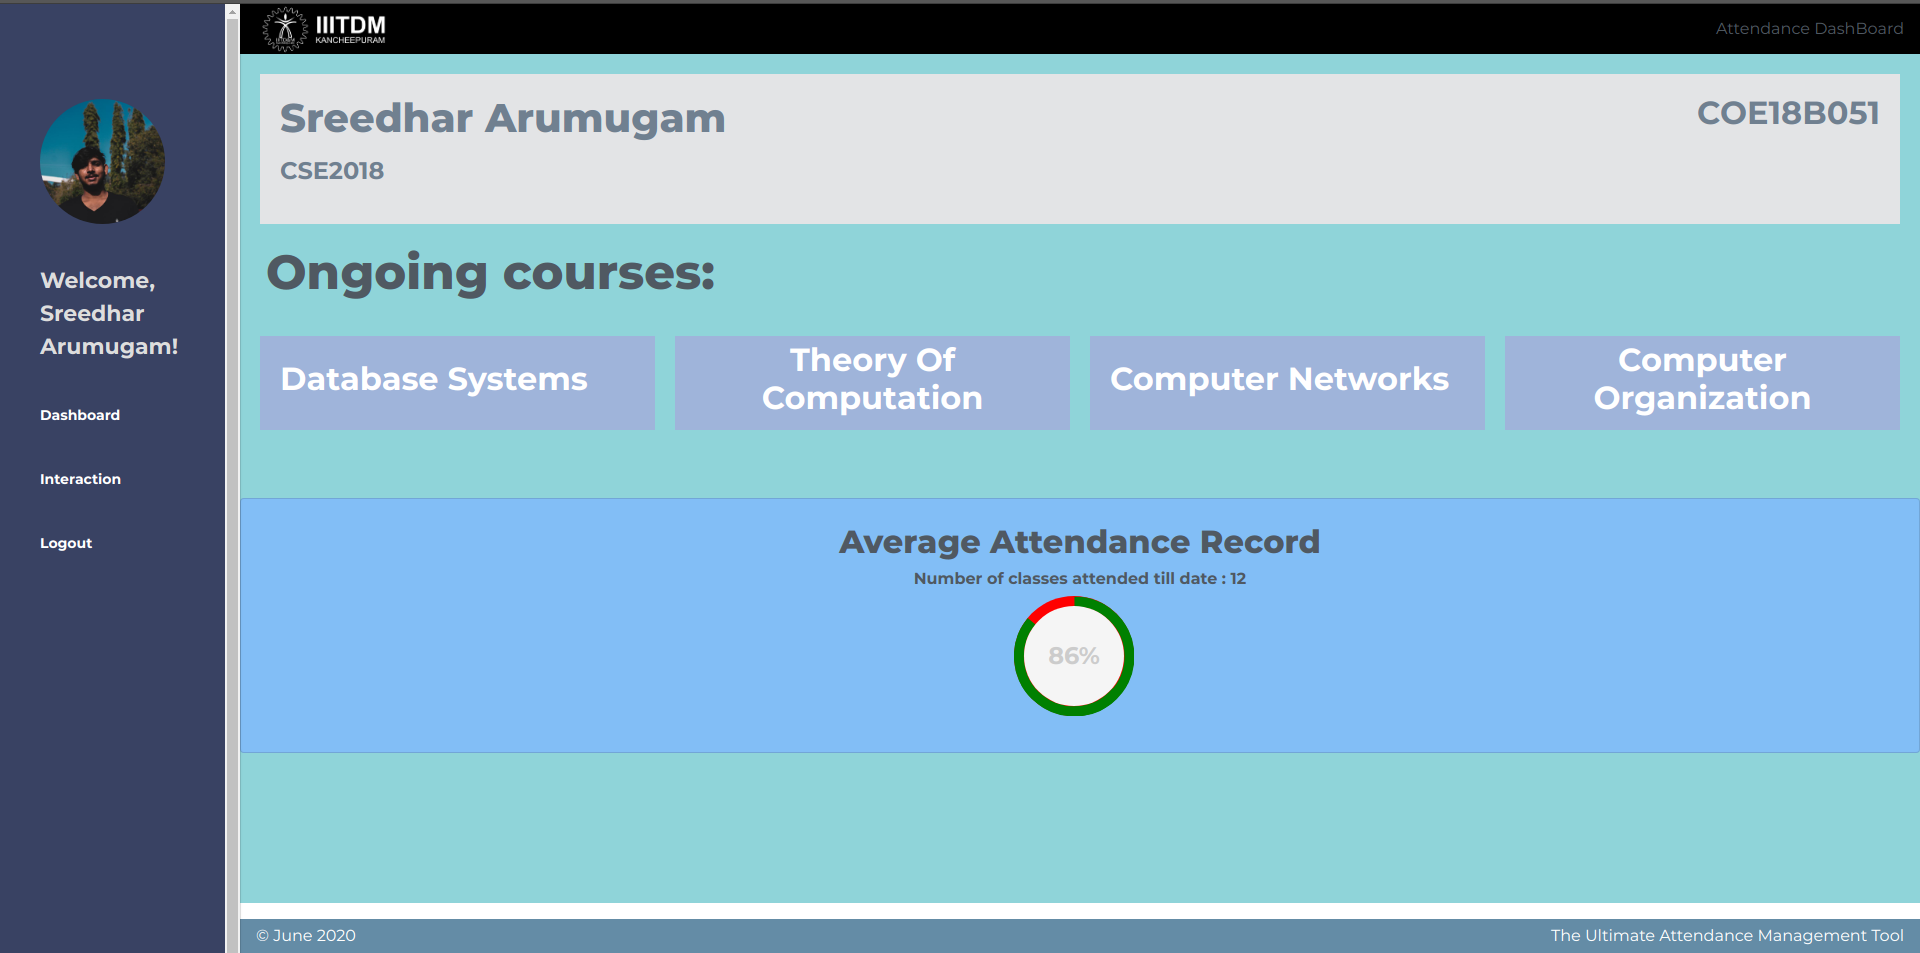 IIITDM
KANCHEEPURAM
Attendance DashBoard
Welcome,
Sreedhar
Arumugam!
Dashboard
Interaction
Logout
Sreedhar Arumugam
COE18B051
CSE2018
Ongoing courses:
Database Systems
Theory Of
Computation
Computer Networks
Computer
Organization
Average Attendance Record
Number of classes attended till date : 12
86%
© June 2020
The Ultimate Attendance Management Tool